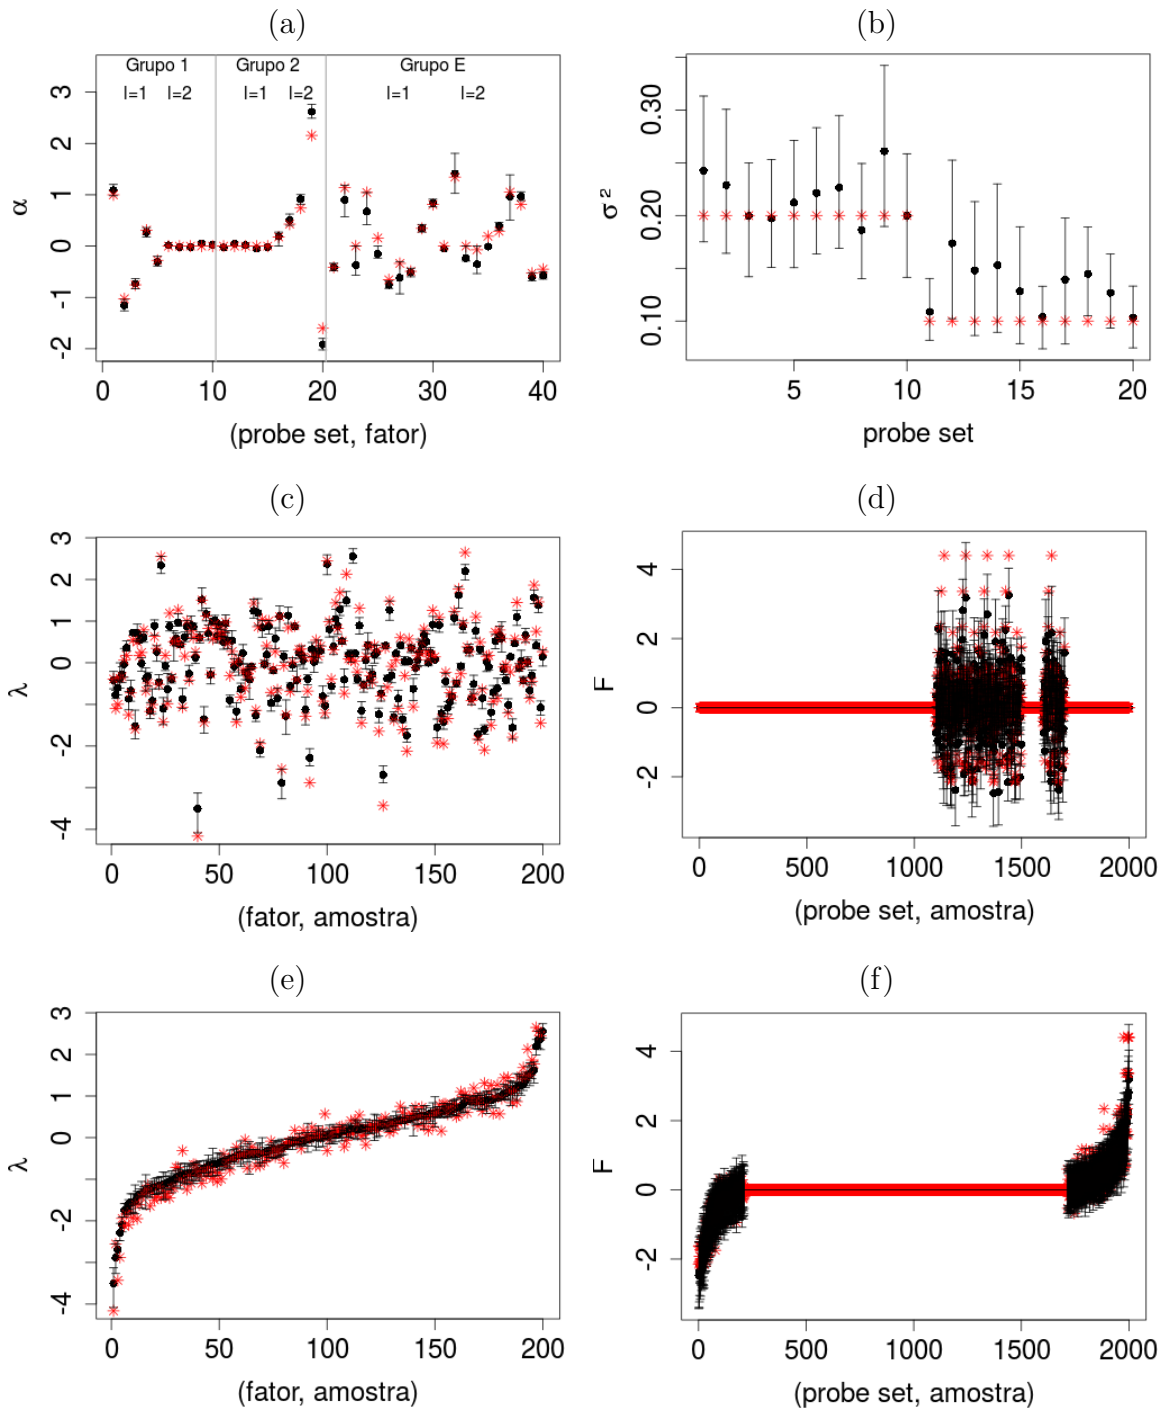 (a)
Grupo 1 Grupo 2 Grupo E
l=1 l=2 l=1 l=2 l=1 l=2
α
3
2
1
0
-1
-2
0 10 20 30 40
(probe set, fator)
(b)
σ²
0.30
0.20
0.10
5 10 15 20
probe set
(c)
λ
3
2
1
0
-2
-4
0 50 100 150 200
(fator, amostra)
(d)
F
4
2
0
-2
0 500 1000 1500 2000
(probe set, amostra)
(e)
λ
3
2
1
0
-2
-4
0 50 100 150 200
(fator, amostra)
(f)
F
4
2
0
-2
0 500 1000 1500 2000
(probe set, amostra)